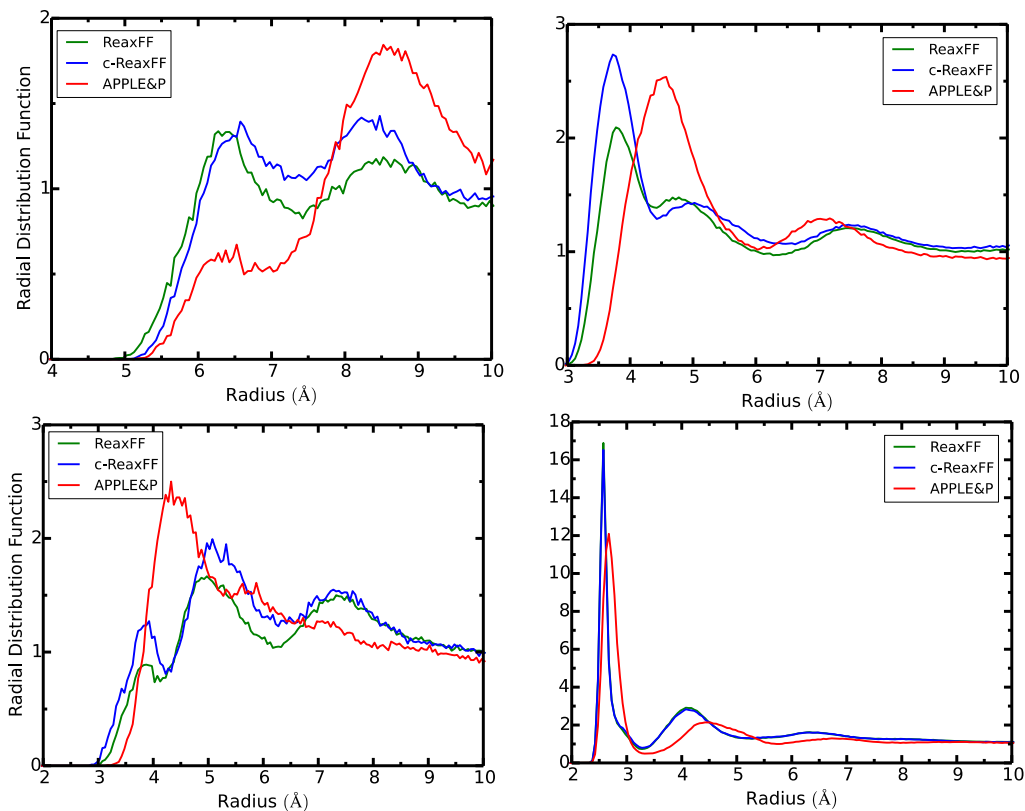 2
1
0
4 5 6 7 8 9 10
Radius (Å)
Radial Distribution Function
ReaxFF
c-ReaxFF
APPLE&P
3
2
1
0
3 4 5 6 7 8 9 10
Radius (Å)
ReaxFF
c-ReaxFF
APPLE&P
3
2
1
0
2 3 4 5 6 7 8 9 10
Radius (Å)
Radial Distribution Function
ReaxFF
c-ReaxFF
APPLE&P
18
16
14
12
10
8
6
4
2
0
2 3 4 5 6 7 8 9 10
Radius (Å)
ReaxFF
c-ReaxFF
APPLE&P